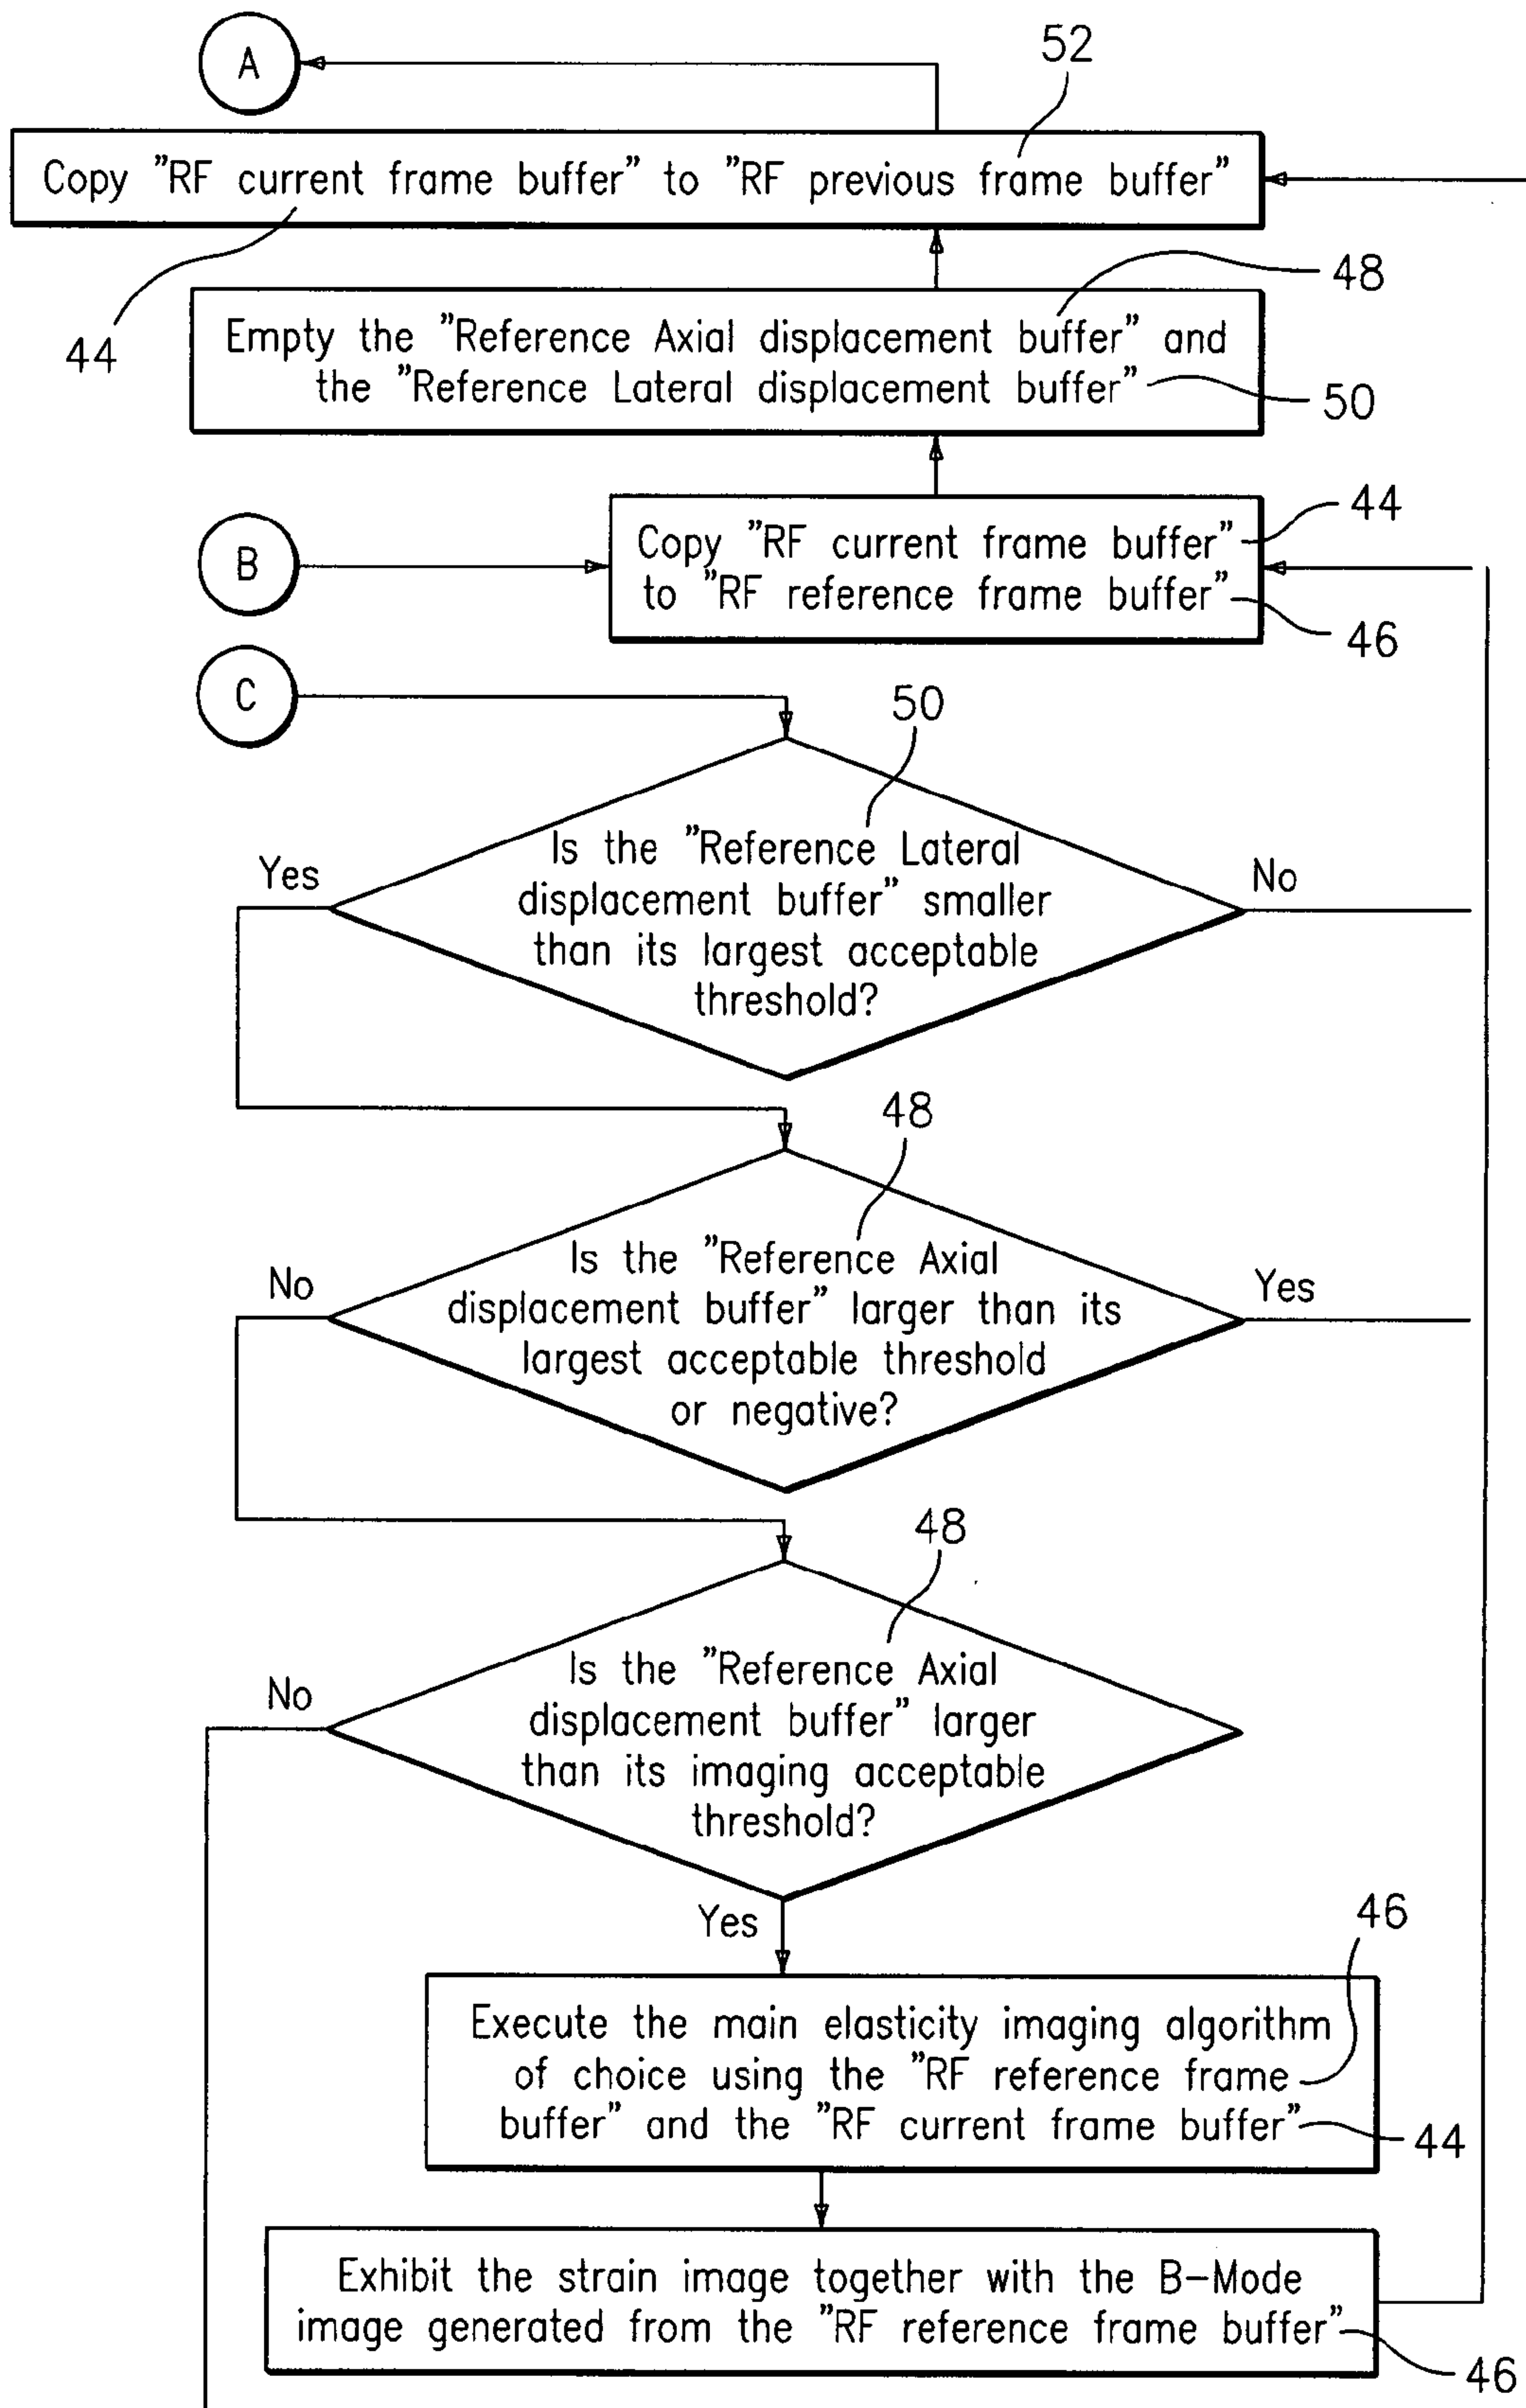 A
52
Copy "RF current frame buffer" to "RF previous frame buffer"
44
48
Empty the "Reference Axial displacement buffer" and
the "Reference Lateral displacement buffer"
50
B
Copy "RF current frame buffer"
to "RF reference frame buffer"
44
46
C
50
Is the "Reference Lateral
displacement buffer" smaller
than its largest acceptable
threshold?
Yes
No
48
Is the "Reference Axial
displacement buffer" larger than its
largest acceptable threshold
or negative?
No
Yes
48
Is the "Reference Axial
displacement buffer" larger
than its imaging acceptable
threshold?
No
Yes
46
Execute the main elasticity imaging algorithm
of choice using the "RF reference frame
buffer" and the "RF current frame buffer"
44
Exhibit the strain image together with the B-Mode
image generated from the "RF reference frame buffer"
46